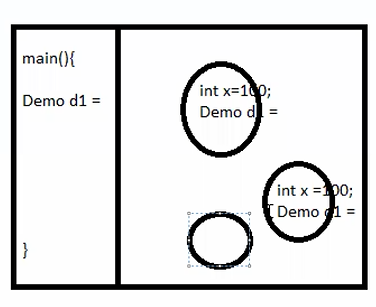 main(){
Demo d1 =
}
int x=100;
Demo d1 =
int x =100;
Demo d1 =